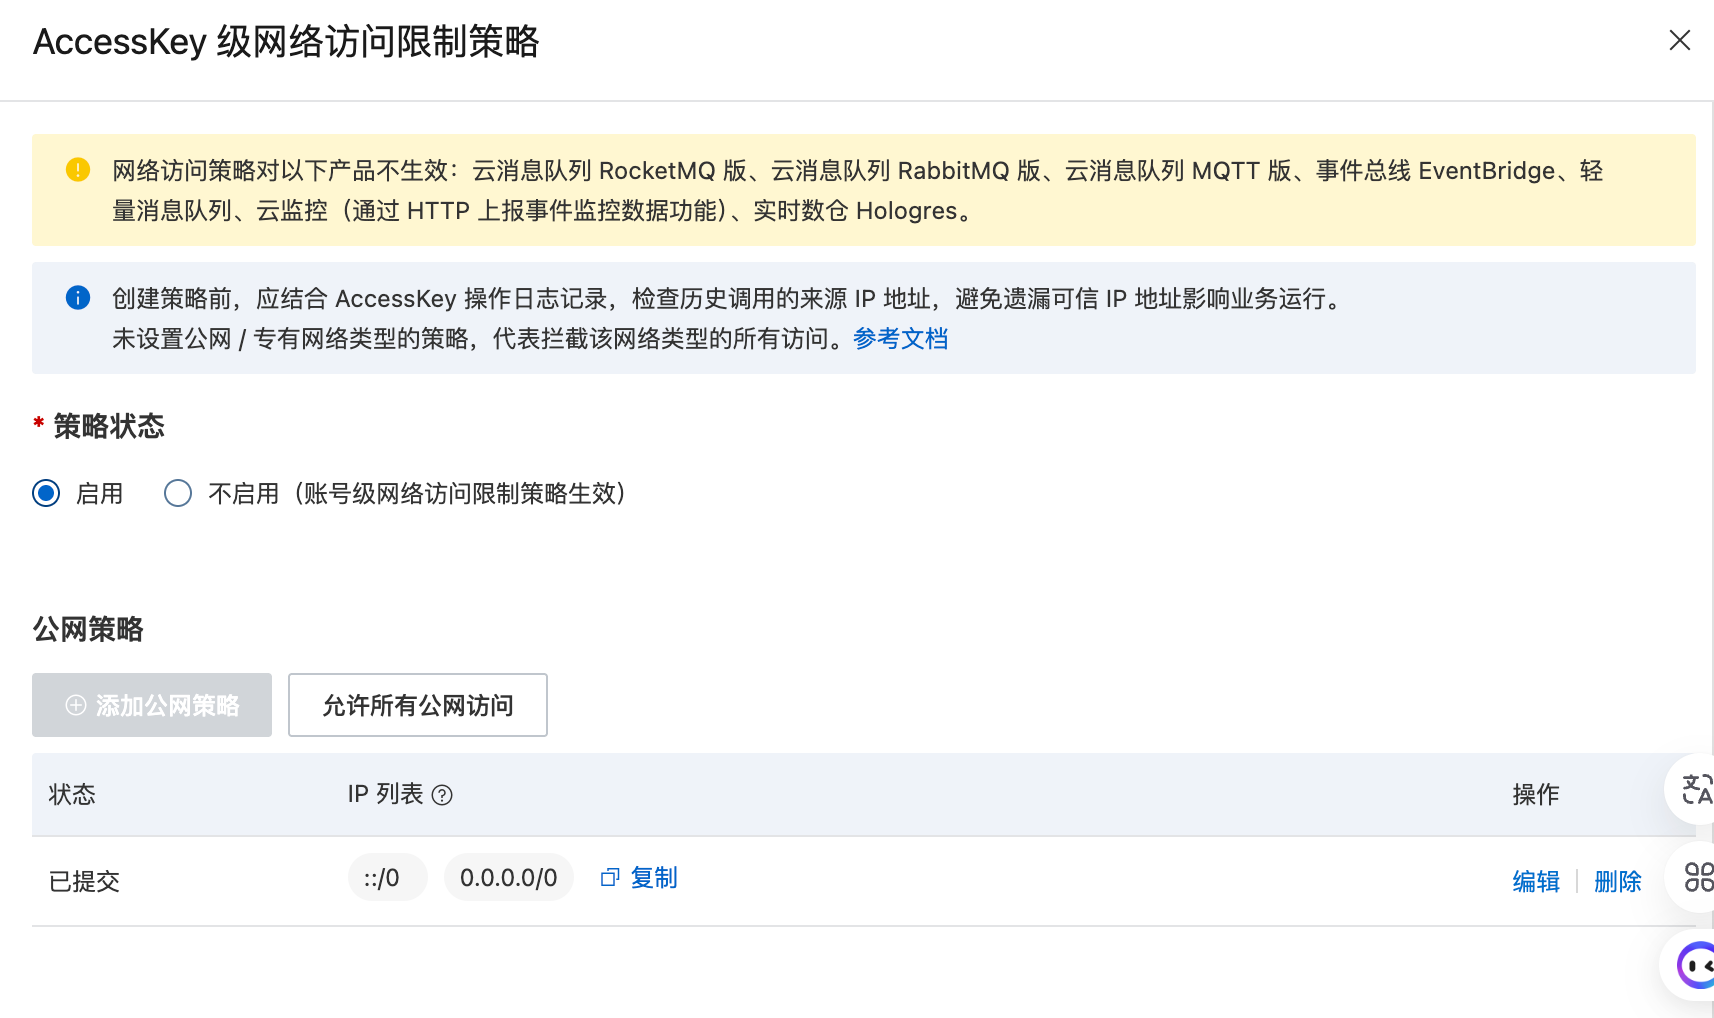 AccessKey 级网络访问限制策略
网络访问策略对以下产品不生效：云消息队列 RocketMQ 版、云消息队列 RabbitMQ 版、云消息队列 MQTT 版、事件总线 EventBridge、轻
量消息队列、云监控（通过 HTTP 上报事件监控数据功能）、实时数仓 Hologres。
创建策略前，应结合 AccessKey 操作日志记录，检查历史调用的来源 IP 地址，避免遗漏可信 IP 地址影响业务运行。
未设置公网 / 专有网络类型的策略，代表拦截该网络类型的所有访问。参考文档
* 策略状态
启用 不启用（账号级网络访问限制策略生效）
公网策略
添加公网策略 允许所有公网访问
状态 IP 列表 操作
已提交 ::/0 0.0.0.0/0 复制 编辑 删除